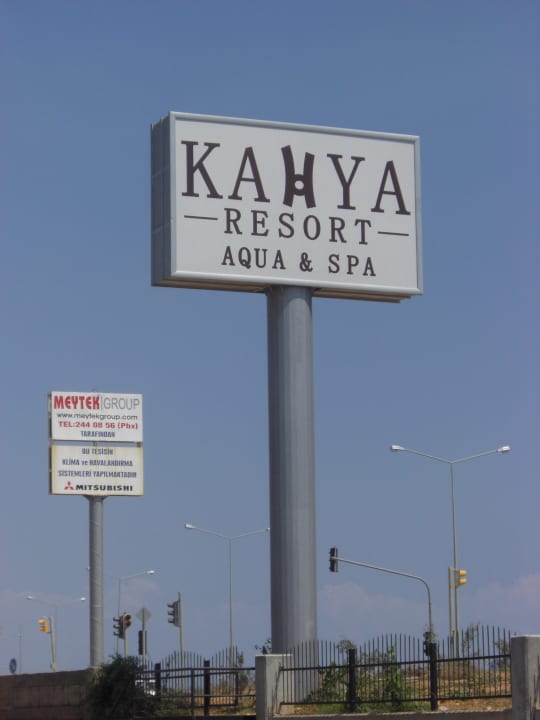 KAHYA
RESORT
AQUA & SPA
MEYTEK GROUP
www.meytekgroup.com
TEL:244 08 56 (Pbx)
TARAFINDAN
BU TESİSİN
KLİMA ve HAVALANDIRMA
SİSTEMLERİ YAPILMAKTADIR
MITSUBISHI